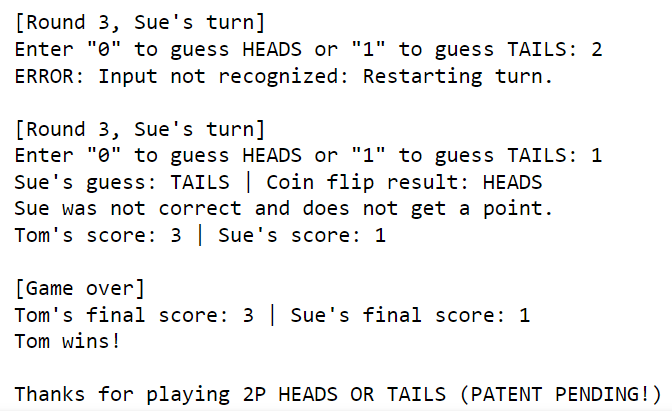 [Round 3, Sue's turn]
Enter "0" to guess HEADS or "1" to guess TAILS: 2
ERROR: Input not recognized: Restarting turn.
[Round 3, Sue's turn]
Enter "0" to guess HEADS or "1" to guess TAILS: 1
Sue's guess: TAILS | Coin flip result: HEADS
Sue was not correct and does not get a point.
Tom's score: 3 | Sue's score: 1
[Game over]
Tom's final score: 3 | Sue's final score: 1
Tom wins!
Thanks for playing 2P HEADS OR TAILS (PATENT PENDING!)